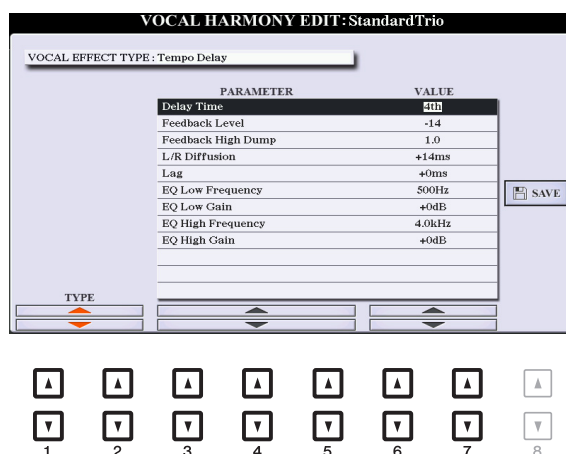 VOCAL HARMONY EDIT: StandardTrio
VOCAL EFFECT TYPE: Tempo Delay
PARAMETER VALUE
Delay Time 4th
Feedback Level -14
Feedback High Dump 1.0
L/R Diffusion +14ms
Lag +0ms
EQ Low Frequency 500Hz
EQ Low Gain +0dB
EQ High Frequency 4.0kHz
EQ High Gain +0dB
SAVE
TYPE
1 2 3 4 5 6 7 8